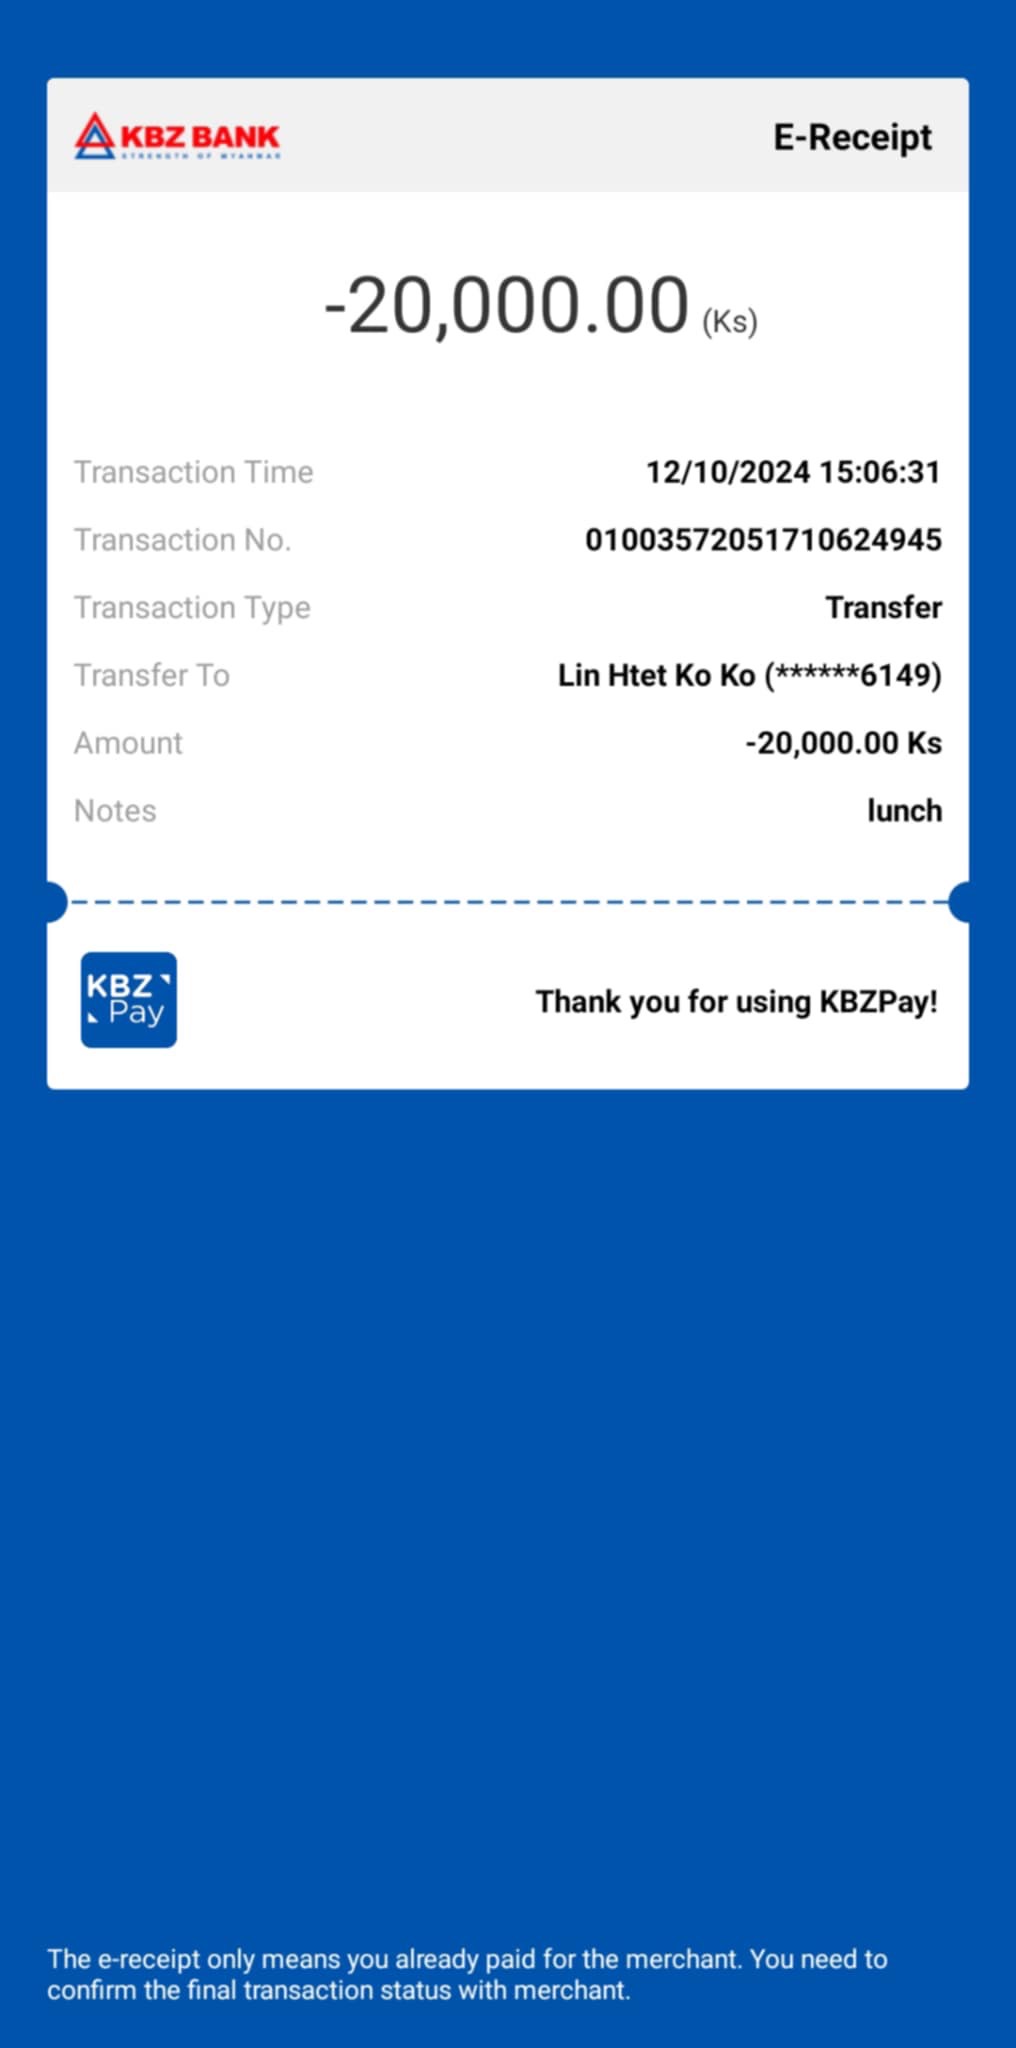 KBZ BANK
STRENGTH OF MYANMAR
E-Receipt
-20,000.00 (Ks)
Transaction Time 12/10/2024 15:06:31
Transaction No. 01003572051710624945
Transaction Type Transfer
Transfer To Lin Htet Ko Ko (******6149)
Amount -20,000.00 Ks
Notes lunch
KBZ
Pay
Thank you for using KBZPay!
The e-receipt only means you already paid for the merchant. You need to
confirm the final transaction status with merchant.